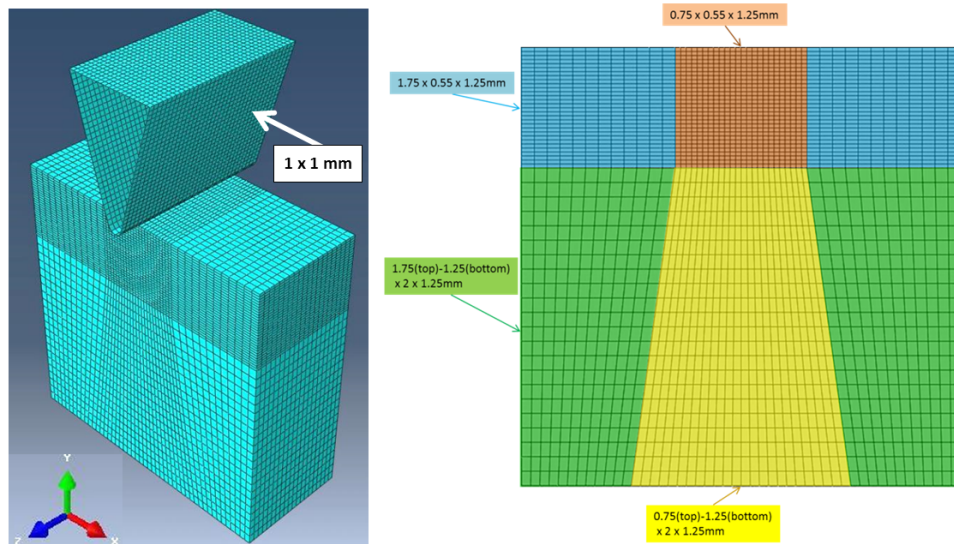 1 x 1 mm
Y
Z
X
0.75 x 0.55 x 1.25mm
1.75 x 0.55 x 1.25mm
1.75(top)-1.25(bottom)
x 2 x 1.25mm
0.75(top)-1.25(bottom)
x 2 x 1.25mm